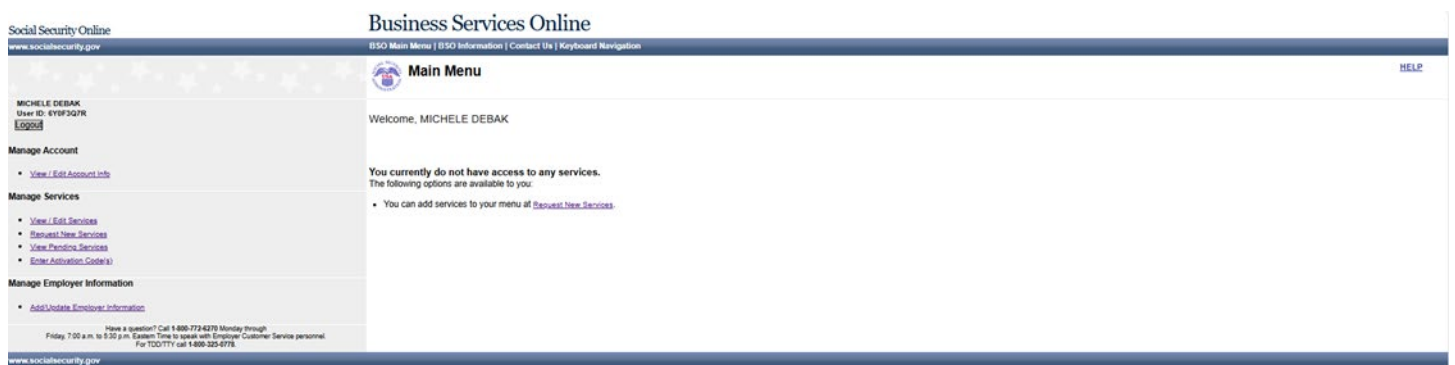 Social Security Online
Business Services Online
www.socialsecurity.gov
BSO Main Menu | BSO Information | Contact Us | Keyboard Navigation
Main Menu
HELP
MICHELE DEBAK
User ID: 6Y0F3Q7R
Logout
Manage Account
View / Edit Account Info
Manage Services
View / Edit Services
Request New Services
View Pending Services
Enter Activation Code(s)
Manage Employer Information
Add/Update Employer Information
Have a question? Call 1-800-772-6270 Monday through
Friday, 7:00 a.m. to 5:30 p.m. Eastern Time to speak with Employer Customer Service personnel.
For TDD/TTY call 1-800-325-0778.
Welcome, MICHELE DEBAK
You currently do not have access to any services.
The following options are available to you:
You can add services to your menu at Request New Services.
www.socialsecurity.gov